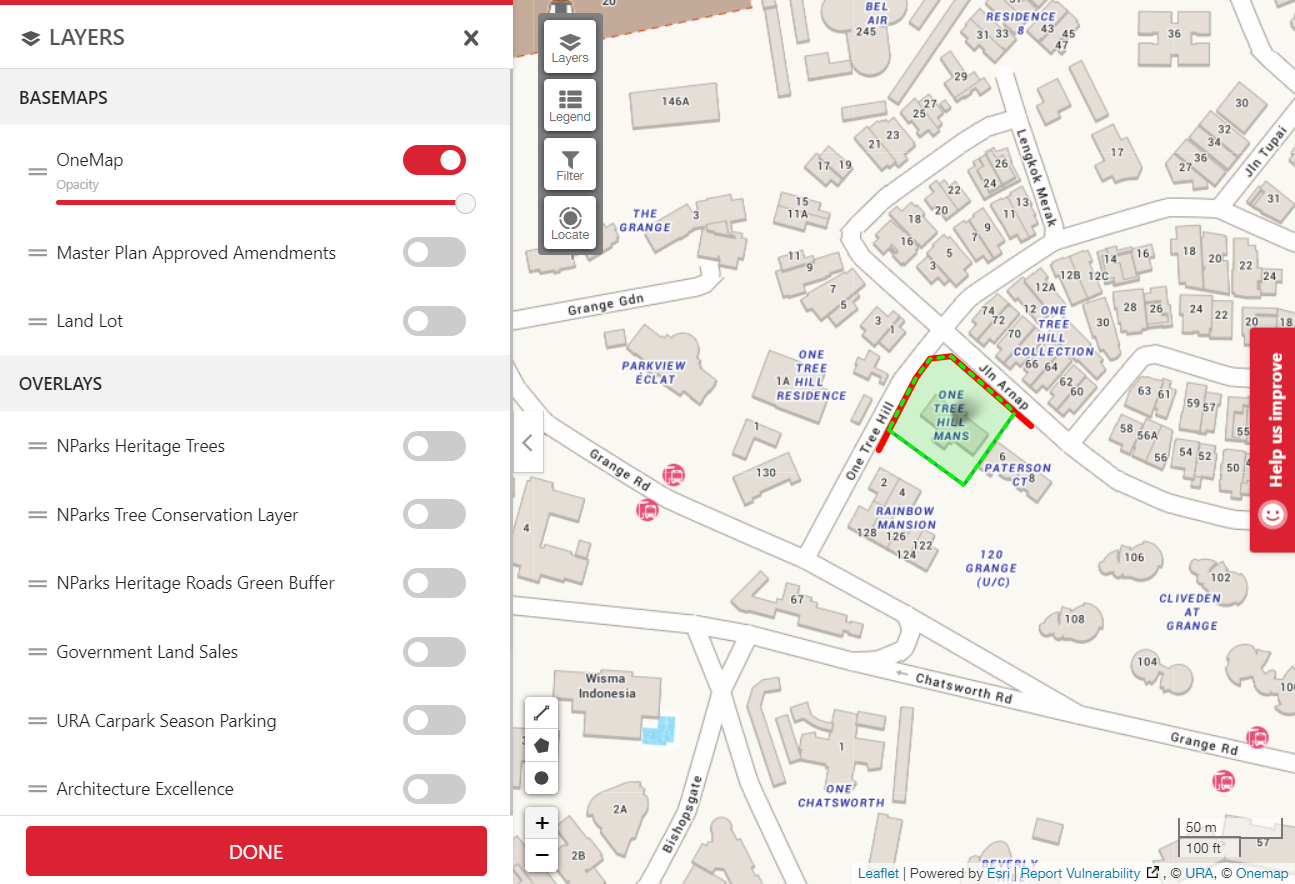 LAYERS
BASEMAPS
OneMap
Opacity
Master Plan Approved Amendments
Land Lot
OVERLAYS
NParks Heritage Trees
NParks Tree Conservation Layer
NParks Heritage Roads Green Buffer
Government Land Sales
URA Carpark Season Parking
Architecture Excellence
DONE
Layers
Legend
Filter
Locate
20
BEL
AIR
245
RESIDENCE
8
31
33
43
45
47
36
29
146A
27
25
23
21
17
19
Lengkok Merak
17
30
32
34
36
27
Jln Tupai
31
THE
GRANGE
3
15
11A
26
24
22
20
18
16
13
11
9
7
5
3
11
9
7
5
3
1
Grange Gdn
16
14
12B
12C
12A
12
18
20
22
24
28
26
24
22
20
18
30
74
72
70
66
64
62
60
ONE
TREE
HILL
COLLECTION
PARKVIEW
ÉCLAT
ONE
TREE
HILL
RESIDENCE
1A
Jln Arnap
ONE
TREE
HILL
MANS
One Tree Hill
63
61
59
57
55
58
56A
56
54
52
50
Help us improve
1
130
Grange Rd
6
8
PATERSON
CT
2
4
RAINBOW
MANSION
128
126
122
124
120
GRANGE
(U/C)
4
106
102
CLIVEDEN
AT
GRANGE
108
104
67
Chatsworth Rd
Wisma
Indonesia
3
1
ONE
CHATSWORTH
Grange Rd
2A
2B
Bishopsgate
BEVERLY
HILL
57
+
−
50 m
100 ft
Leaflet | Powered by Esri | Report Vulnerability , © URA, © Onemap